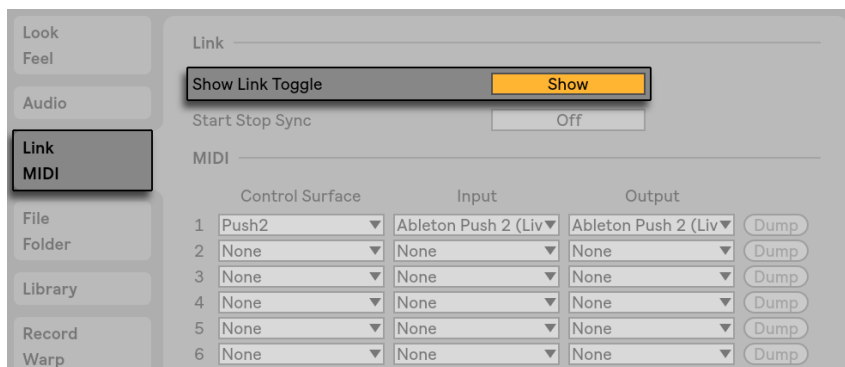 Look
Feel
Audio
Link
MIDI
File
Folder
Library
Record
Warp
Link
Show Link Toggle Show
Start Stop Sync Off
MIDI
Control Surface Input Output
1 Push2 Ableton Push 2 (Liv Ableton Push 2 (Liv Dump
2 None None None Dump
3 None None None Dump
4 None None None Dump
5 None None None Dump
6 None None None Dump